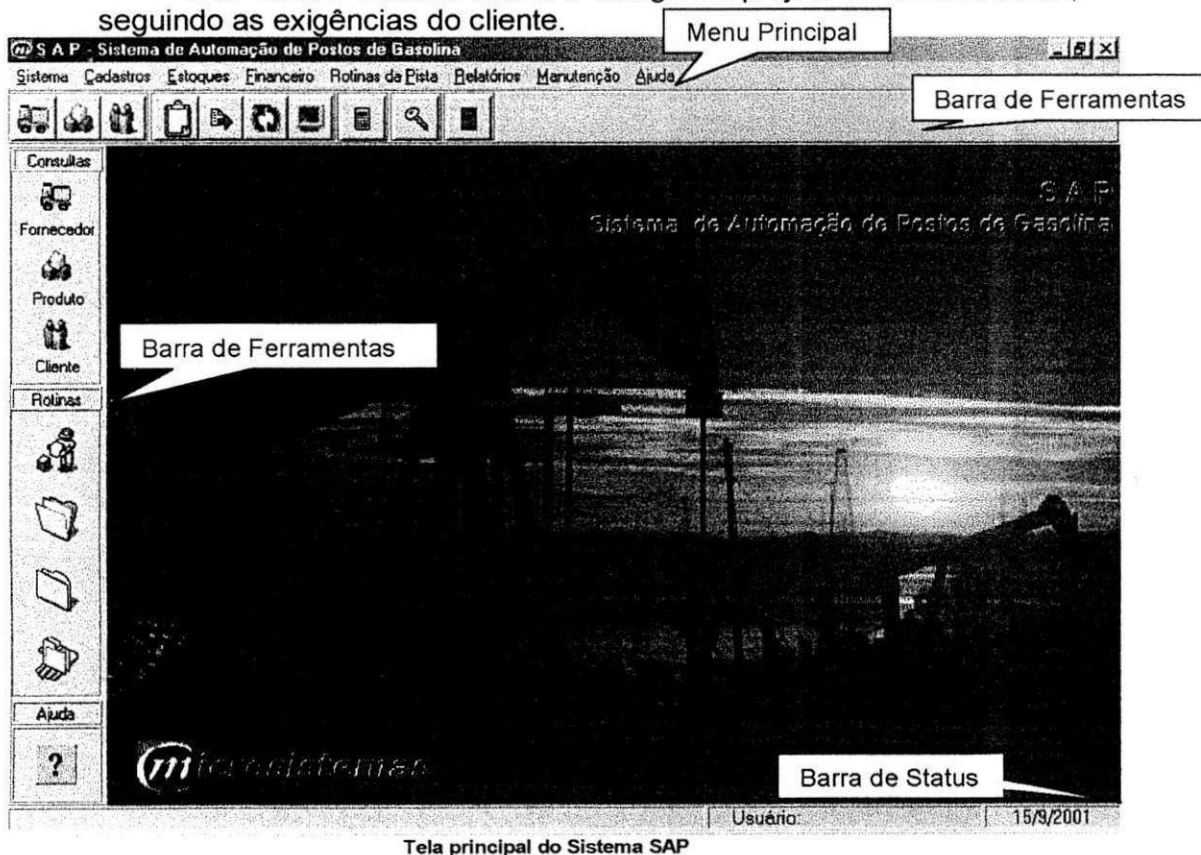 seguindo as exigências do cliente.
Menu Principal
S A P - Sistema de Automação de Postos de Gasolina
Sistema Cadastros Estoques Financeiro Rotinas da Pista Relatórios Manutenção Ajuda
Barra de Ferramentas
Consultas
Fornecedor
Produto
Cliente
S A P
Sistema de Automação de Postos de Gasolina
Barra de Ferramentas
Rotinas
Ajuda
?
microsistemas
Barra de Status
Usuário:
15/9/2001
Tela principal do Sistema SAP